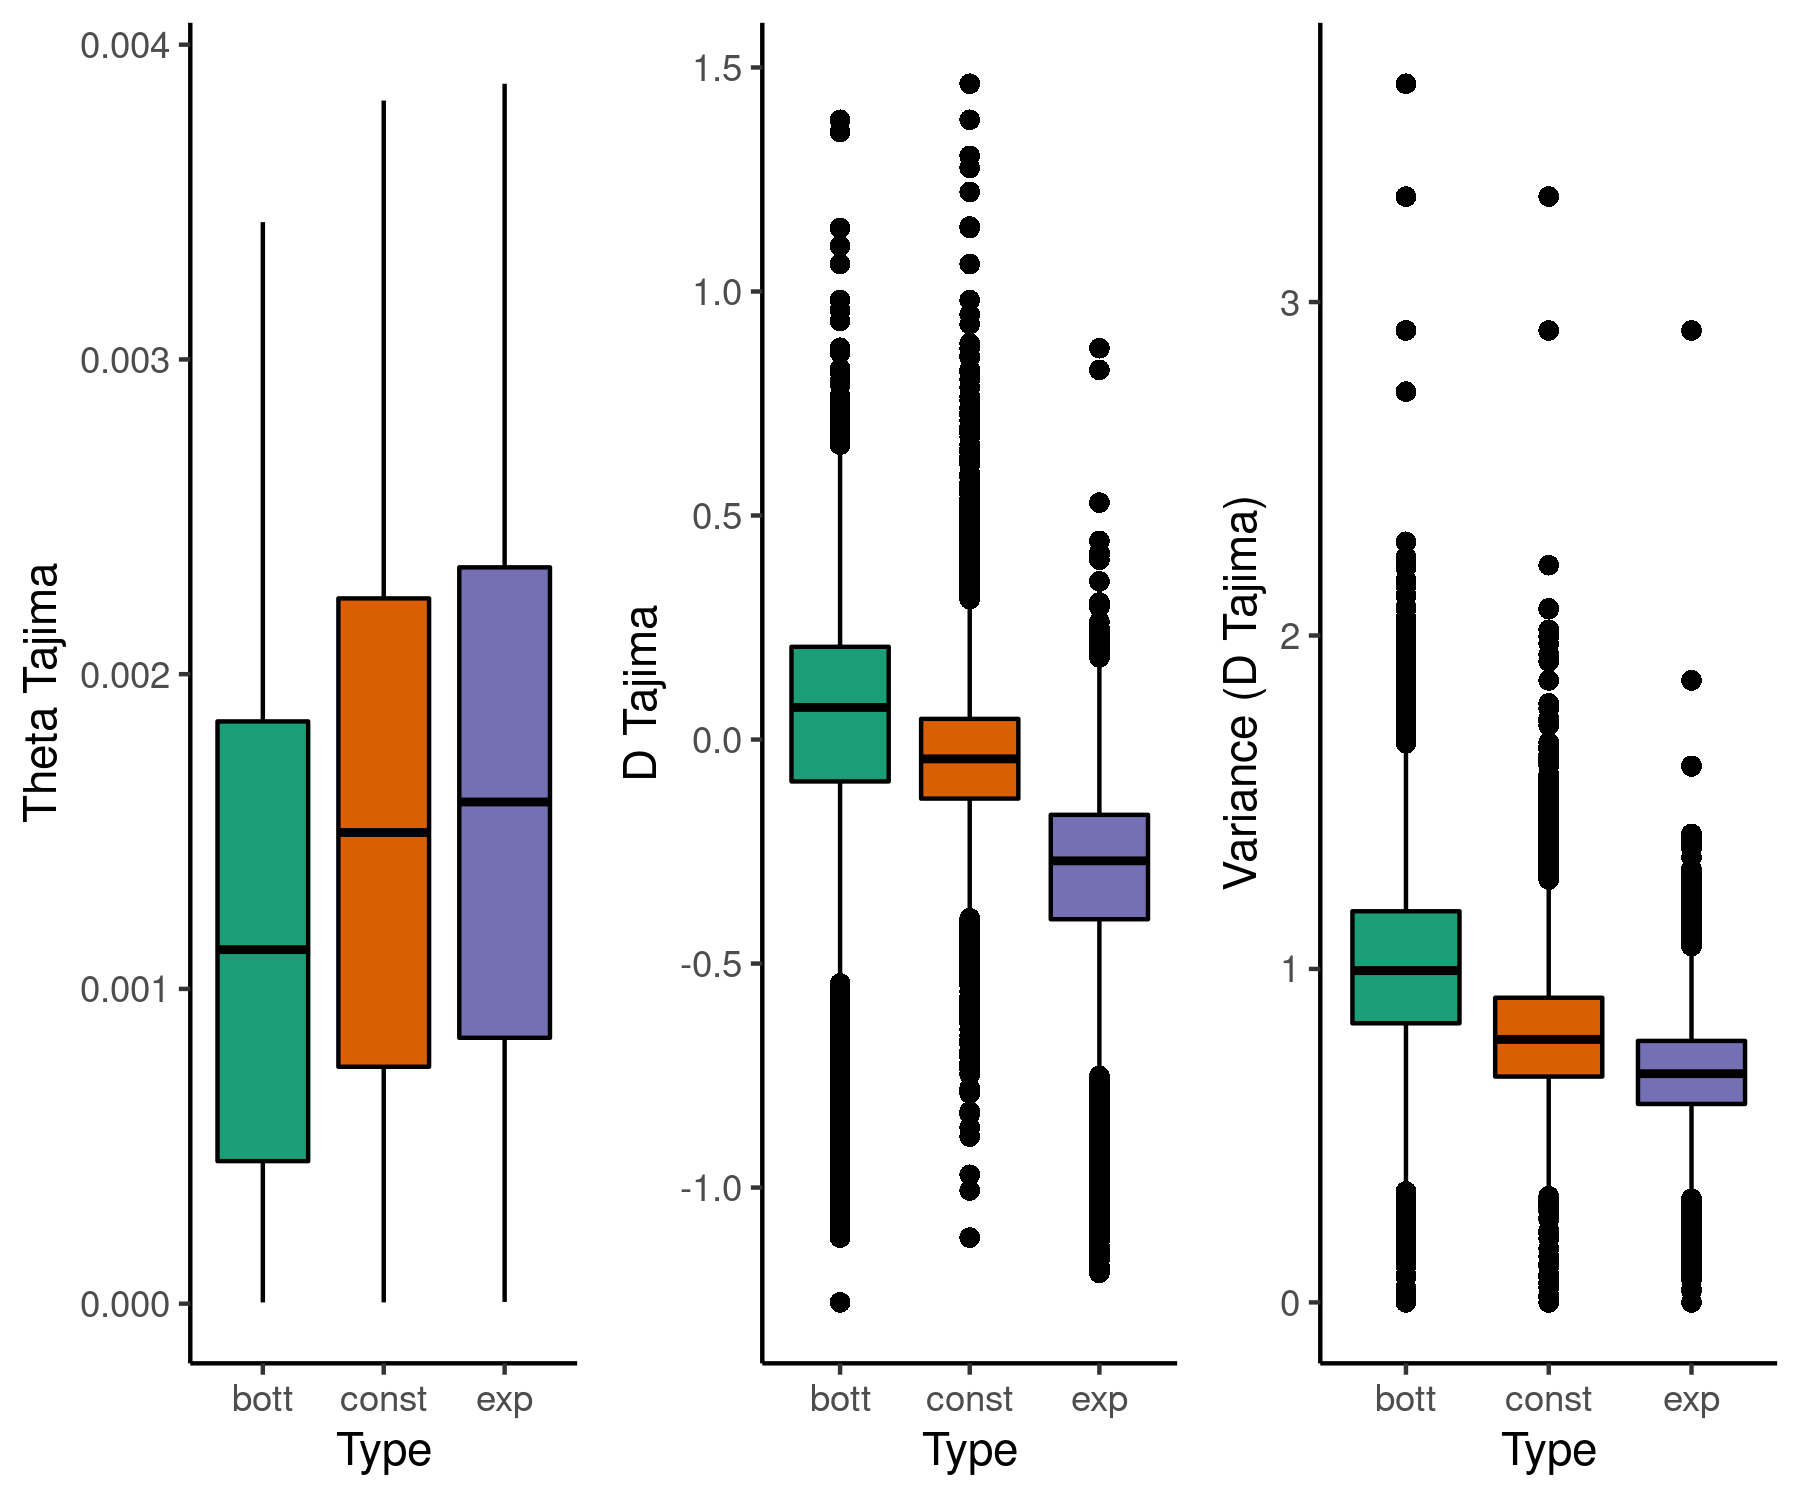 Theta Tajima
0.004
0.003
0.002
0.001
0.000
bott const exp
Type
D Tajima
1.5
1.0
0.5
0.0
-0.5
-1.0
bott const exp
Type
Variance (D Tajima)
3
2
1
0
bott const exp
Type